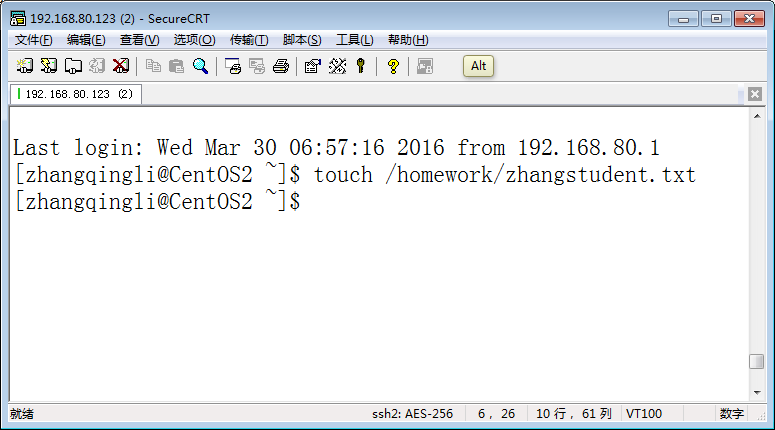 192.168.80.123 (2) - SecureCRT
文件(F) 编辑(E) 查看(V) 选项(O) 传输(T) 脚本(S) 工具(L) 帮助(H)
Alt
192.168.80.123 (2)
Last login: Wed Mar 30 06:57:16 2016 from 192.168.80.1
[zhangqingli@CentOS2 ~]$ touch /homework/zhangstudent.txt
[zhangqingli@CentOS2 ~]$
就绪 ssh2: AES-256 6, 26 10 行, 61 列 VT100 数字